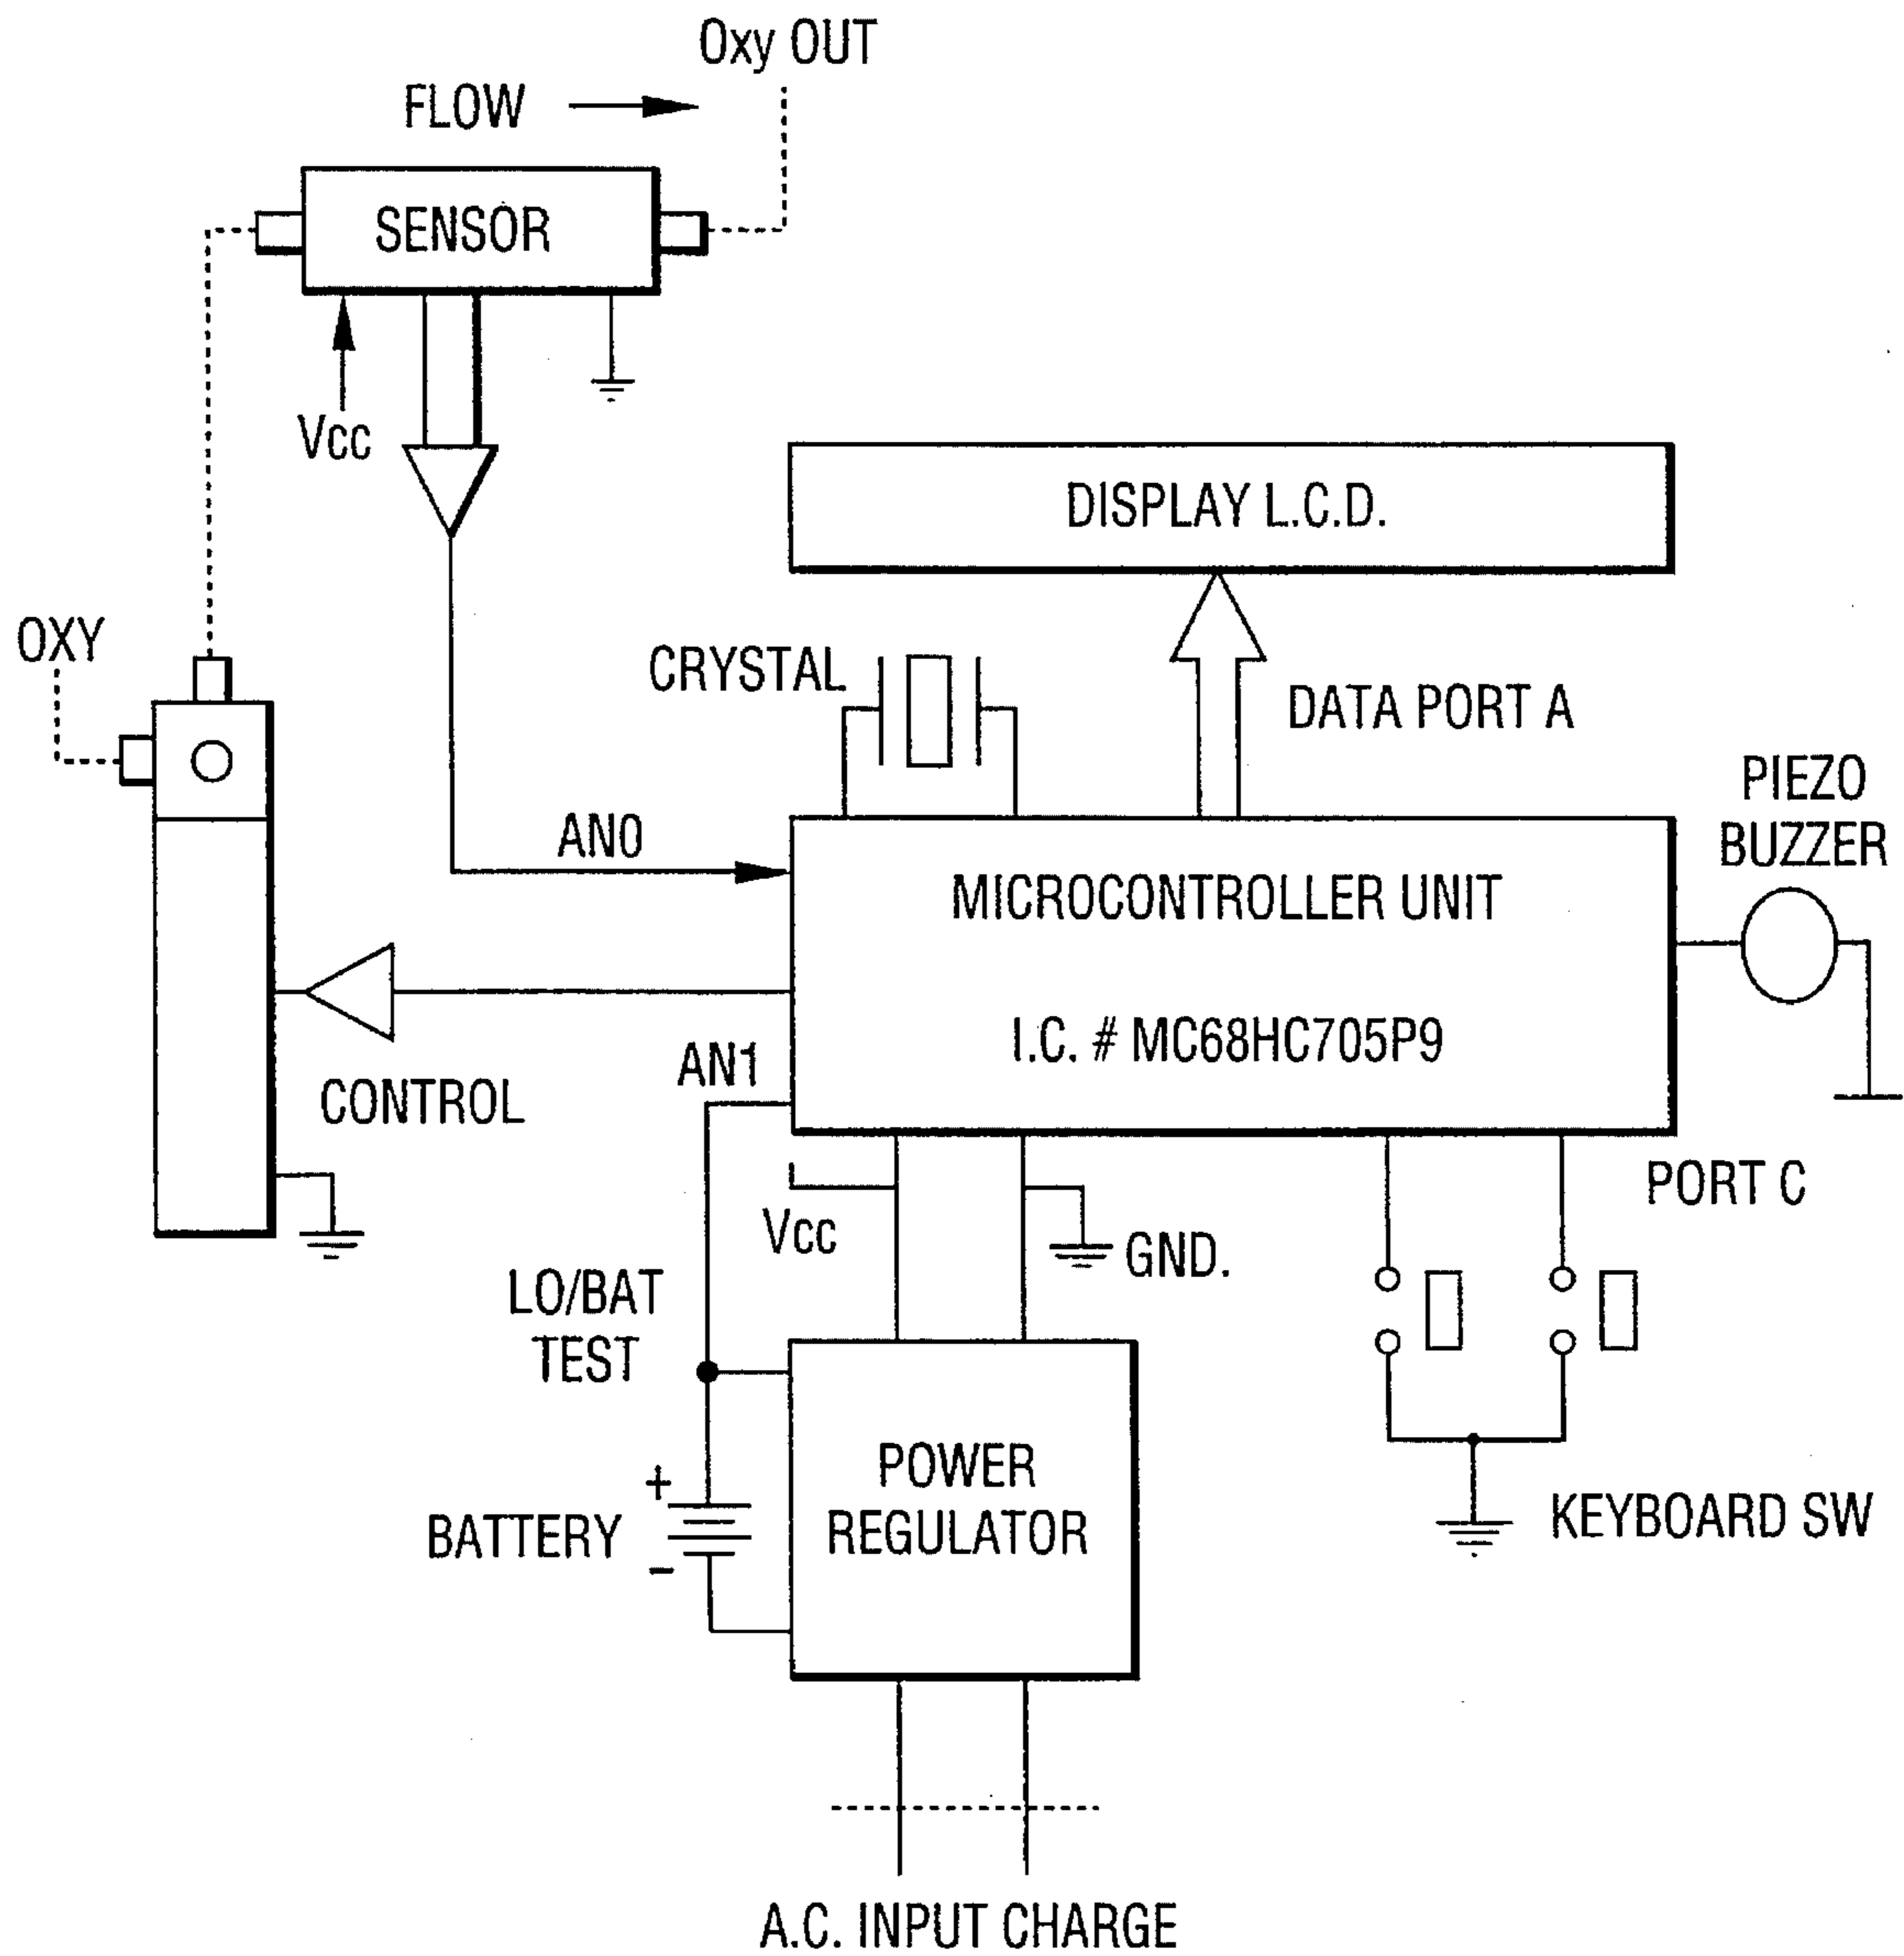 Oxy OUT
FLOW
SENSOR
Vcc
DISPLAY L.C.D.
OXY
CRYSTAL
DATA PORT A
PIEZO
BUZZER
AN0
MICROCONTROLLER UNIT
I.C. # MC68HC705P9
AN1
CONTROL
PORT C
Vcc
GND.
LO/BAT
TEST
+
BATTERY
-
POWER
REGULATOR
KEYBOARD SW
A.C. INPUT CHARGE